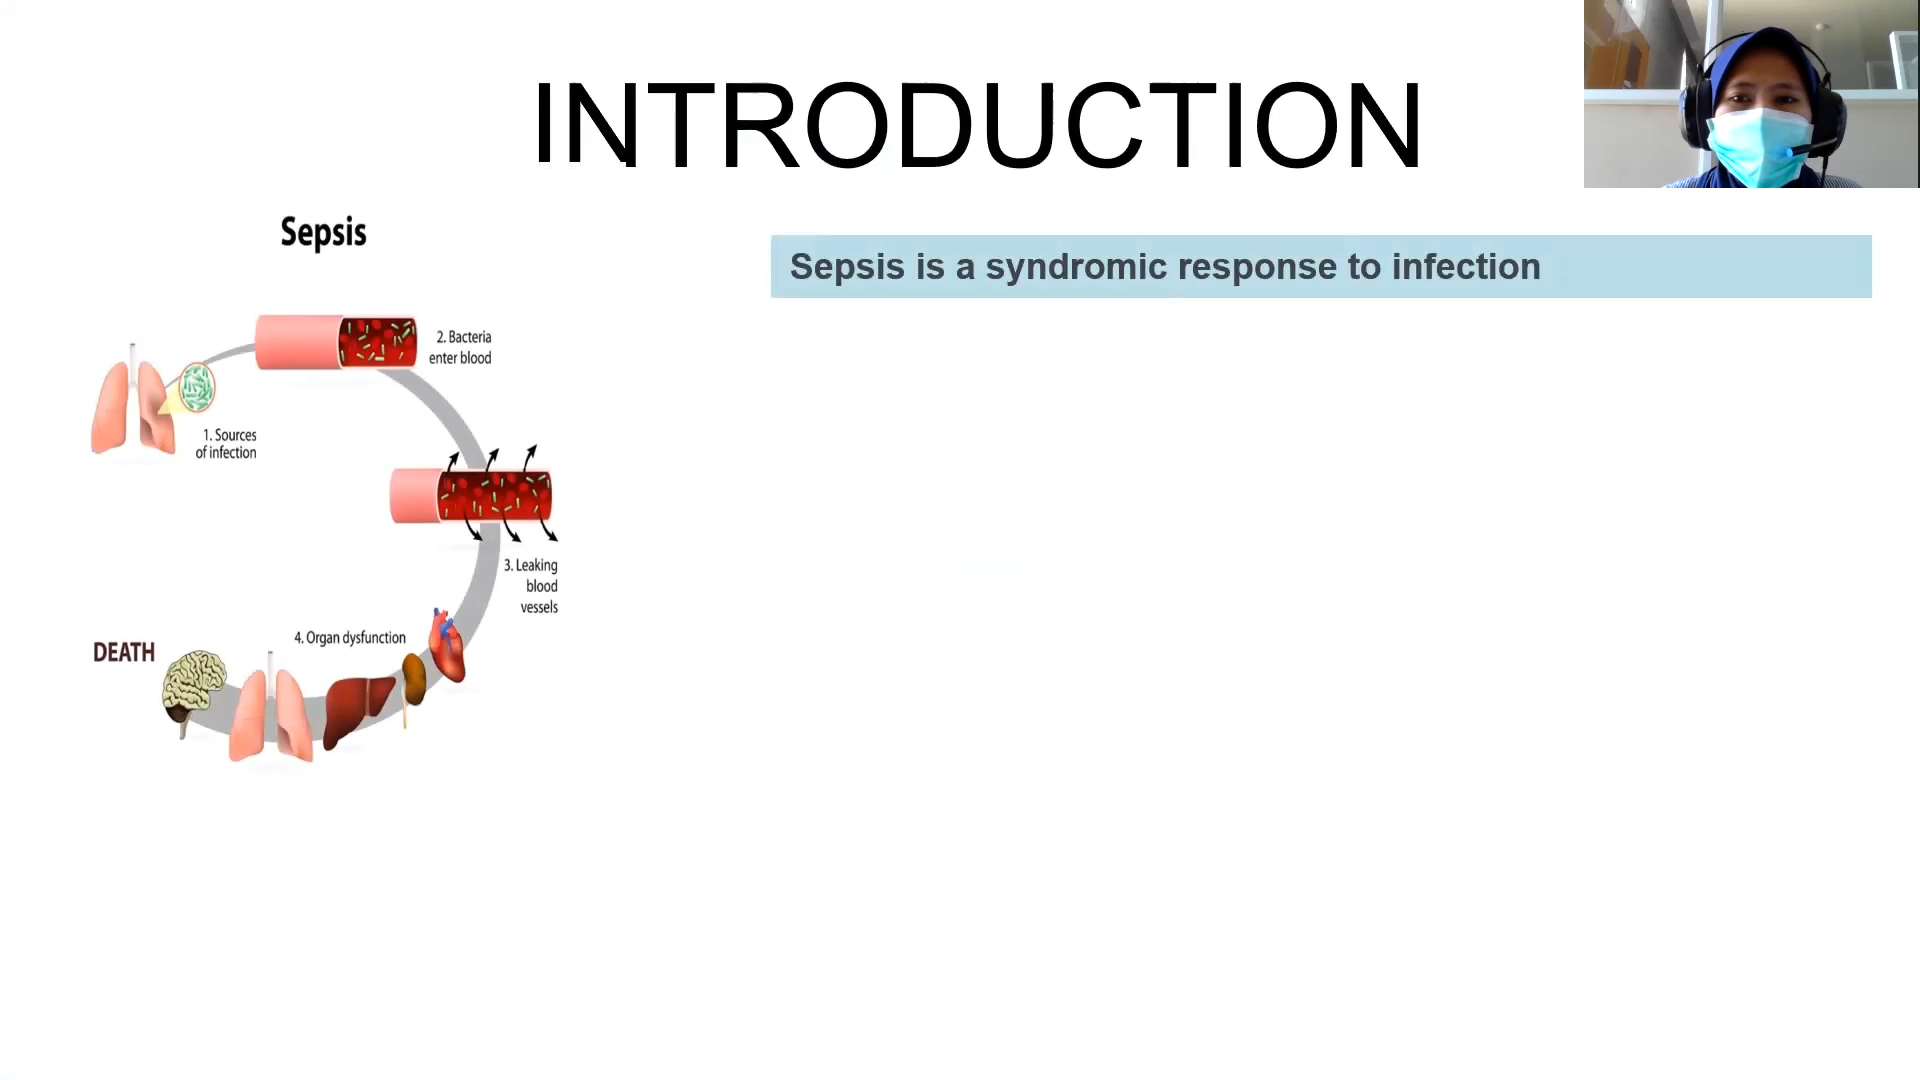 INTRODUCTION
Sepsis
Sepsis is a syndromic response to infection
2. Bacteria
enter blood
1. Sources
of infection
3. Leaking
blood
vessels
4. Organ dysfunction
DEATH